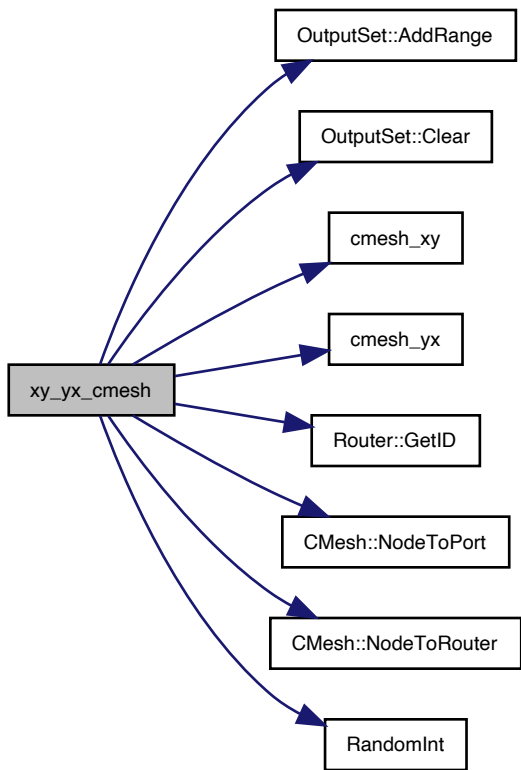 OutputSet::AddRange
OutputSet::Clear
cmesh_xy
cmesh_yx
xy_yx_cmesh
Router::GetID
CMesh::NodeToPort
CMesh::NodeToRouter
RandomInt